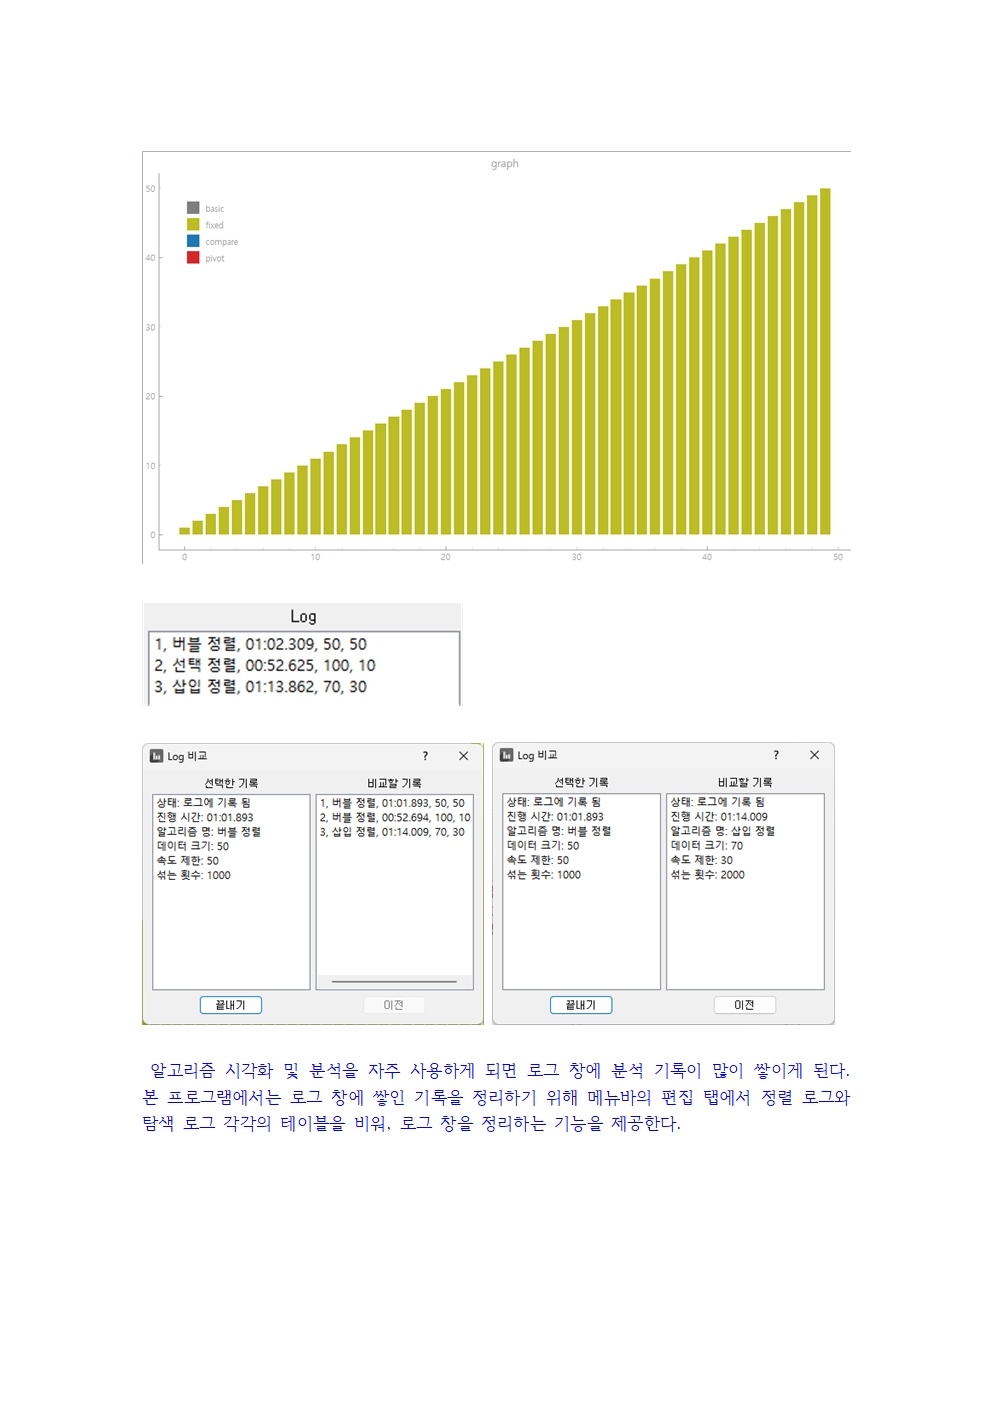 graph
50
basic
fixed
compare
pivot
40
30
20
10
0
0 10 20 30 40 50
Log
1, 버블 정렬, 01:02.309, 50, 50
2, 선택 정렬, 00:52.625, 100, 10
3, 삽입 정렬, 01:13.862, 70, 30
Log 비교 ? ×
선택한 기록
상태: 로그에 기록 됨
진행 시간: 01:01.893
알고리즘 명: 버블 정렬
데이터 크기: 50
속도 제한: 50
섞는 횟수: 1000
끝내기
비교할 기록
1, 버블 정렬, 01:01.893, 50, 50
2, 버블 정렬, 00:52.694, 100, 10
3, 삽입 정렬, 01:14.009, 70, 30
이전
Log 비교 ? ×
선택한 기록
상태: 로그에 기록 됨
진행 시간: 01:01.893
알고리즘 명: 버블 정렬
데이터 크기: 50
속도 제한: 50
섞는 횟수: 1000
끝내기
비교할 기록
상태: 로그에 기록 됨
진행 시간: 01:14.009
알고리즘 명: 삽입 정렬
데이터 크기: 70
속도 제한: 30
섞는 횟수: 2000
이전
알고리즘 시각화 및 분석을 자주 사용하게 되면 로그 창에 분석 기록이 많이 쌓이게 된다.
본 프로그램에서는 로그 창에 쌓인 기록을 정리하기 위해 메뉴바의 편집 탭에서 정렬 로그와
탐색 로그 각각의 테이블을 비워, 로그 창을 정리하는 기능을 제공한다.